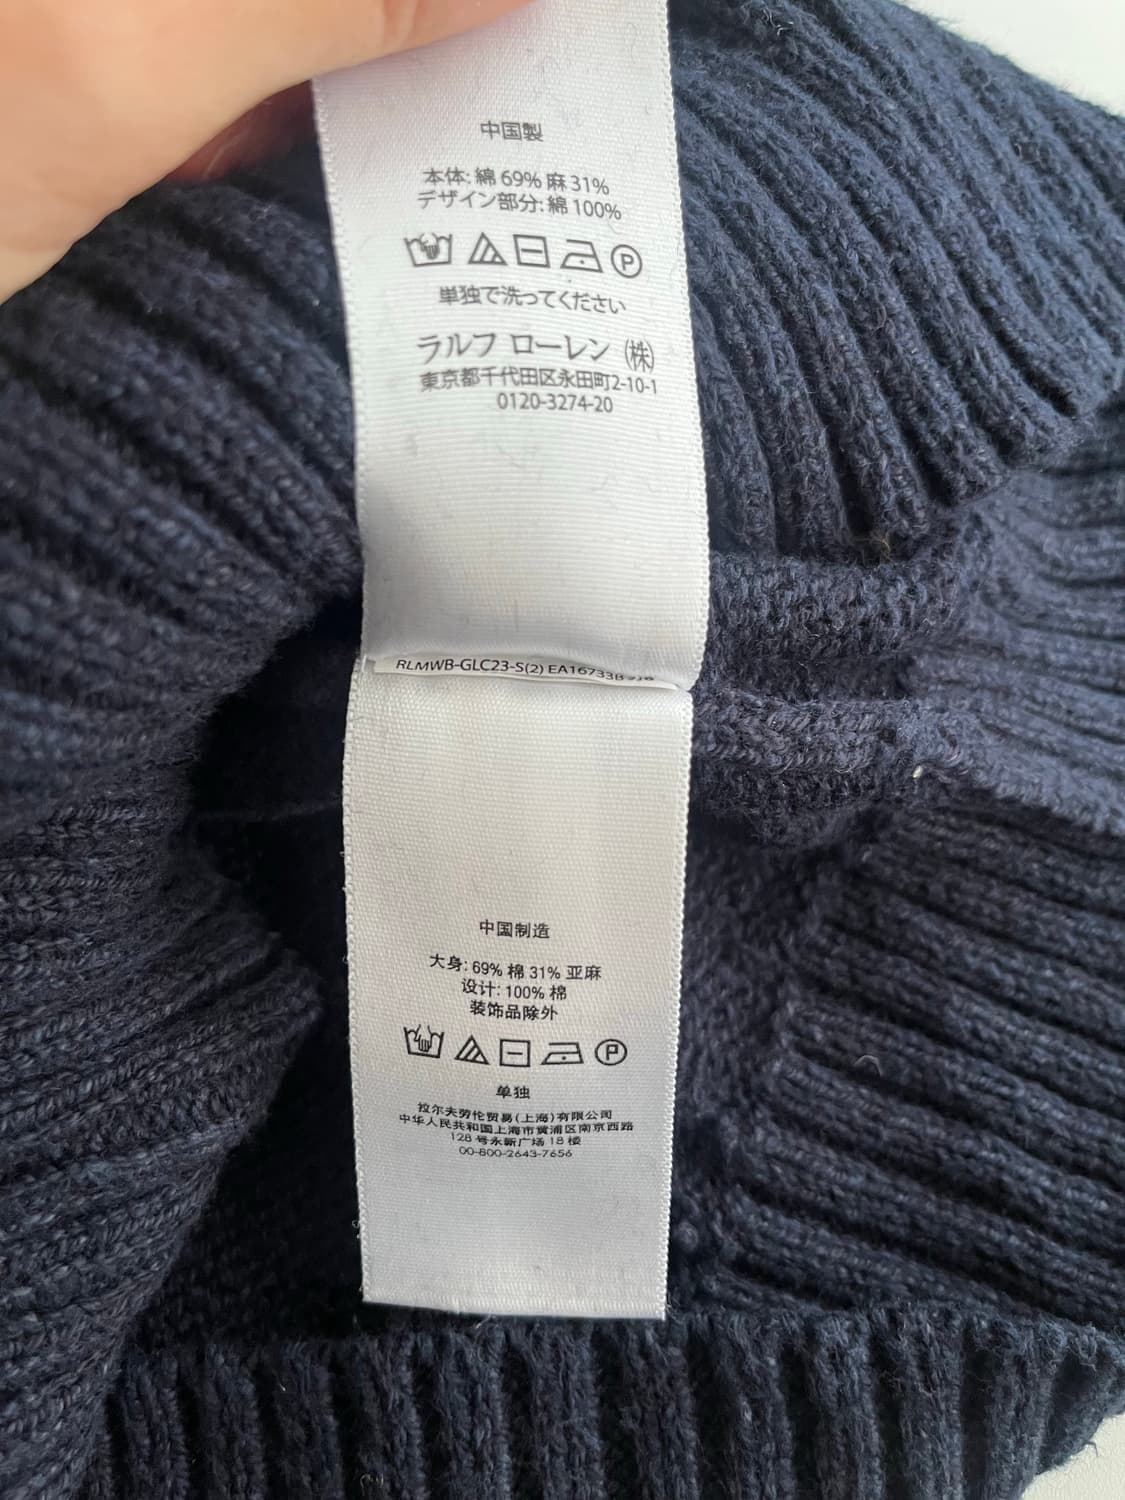 中国製
本体: 綿 69% 麻 31%
デザイン部分: 綿 100%
P
単独で洗ってください
ラルフ ローレン (株)
東京都千代田区永田町2-10-1
0120-3274-20
RLMWB-GLC23-S(2)
中国制造
大身: 69% 棉 31% 亚麻
设计: 100% 棉
装饰品除外
P
单独
拉尔夫劳伦贸易(上海)有限公司
中华人民共和国上海市黄浦区南京西路
128 号永新广场 18 楼
00-800-2643-7656